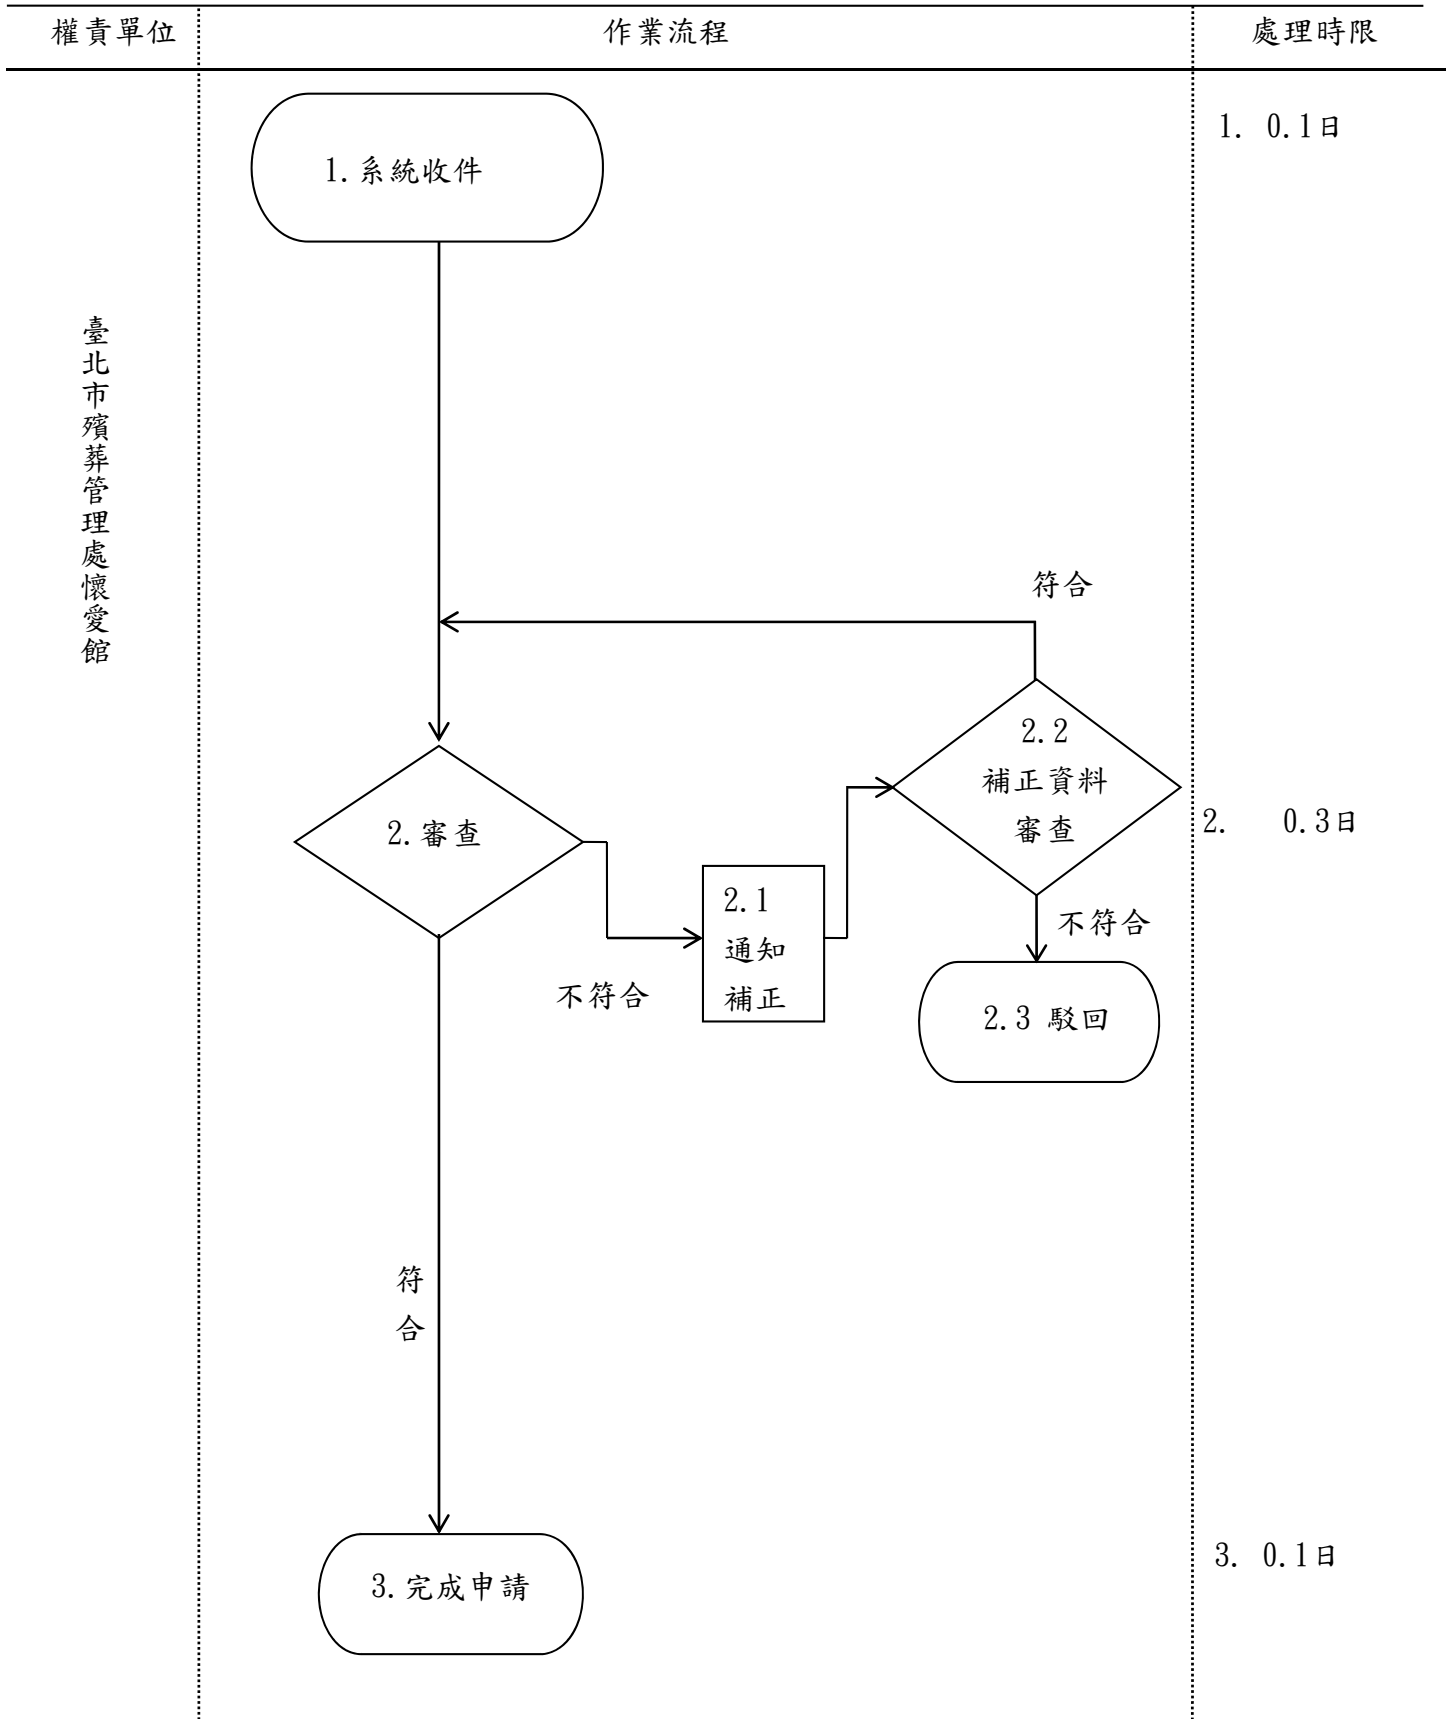 權責單位
作業流程
處理時限
1.系統收件
1. 0.1日
臺北市殯葬管理處懷愛館
符合
2.2
補正資料
審查
2.審查
2. 0.3日
2.1
通知
補正
不符合
不符合
2.3 駁回
符
合
3.完成申請
3. 0.1日